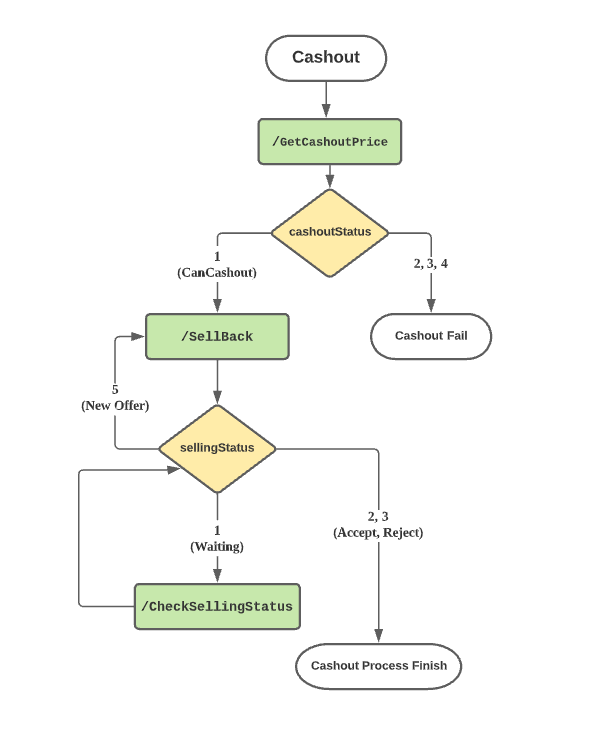 Cashout
/GetCashoutPrice
cashoutStatus
1
(CanCashout)
2, 3, 4
/SellBack
Cashout Fail
5
(New Offer)
sellingStatus
1
(Waiting)
2, 3
(Accept, Reject)
/CheckSellingStatus
Cashout Process Finish